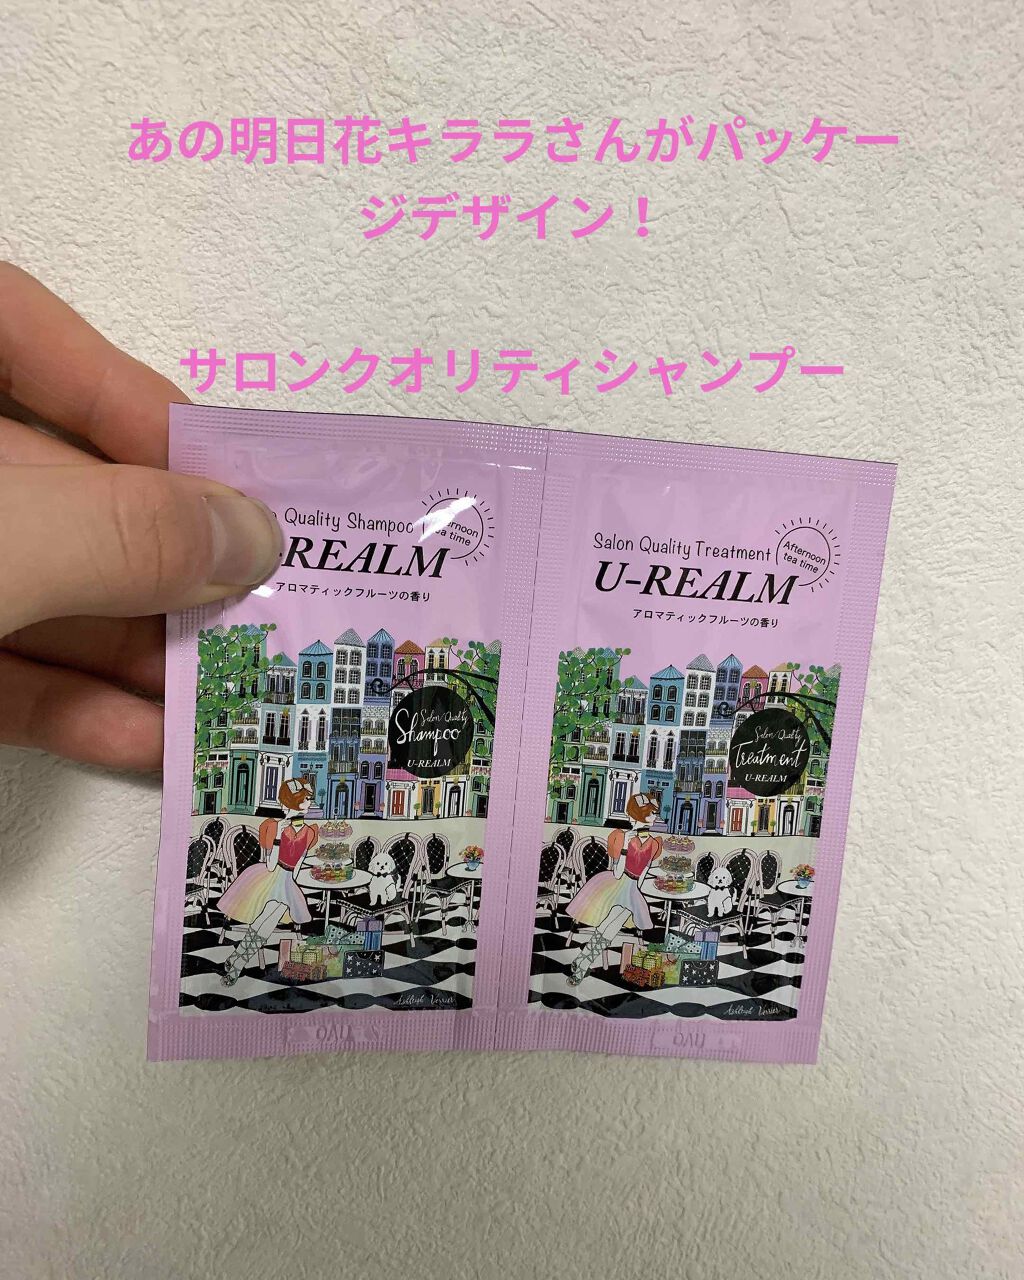 あの明日花キララさんがパッケー
ジデザイン！
サロンクオリティシャンプー
Quality Shampoo
Afternoon
tea time
-REALM
アロマティックフルーツの香り
Salon Quality
Shampoo
U-REALM
Ashleigh Verrier
Salon Quality Treatment
Afternoon
tea time
U-REALM
アロマティックフルーツの香り
Salon Quality
Treatment
U-REALM
Ashleigh Verrier